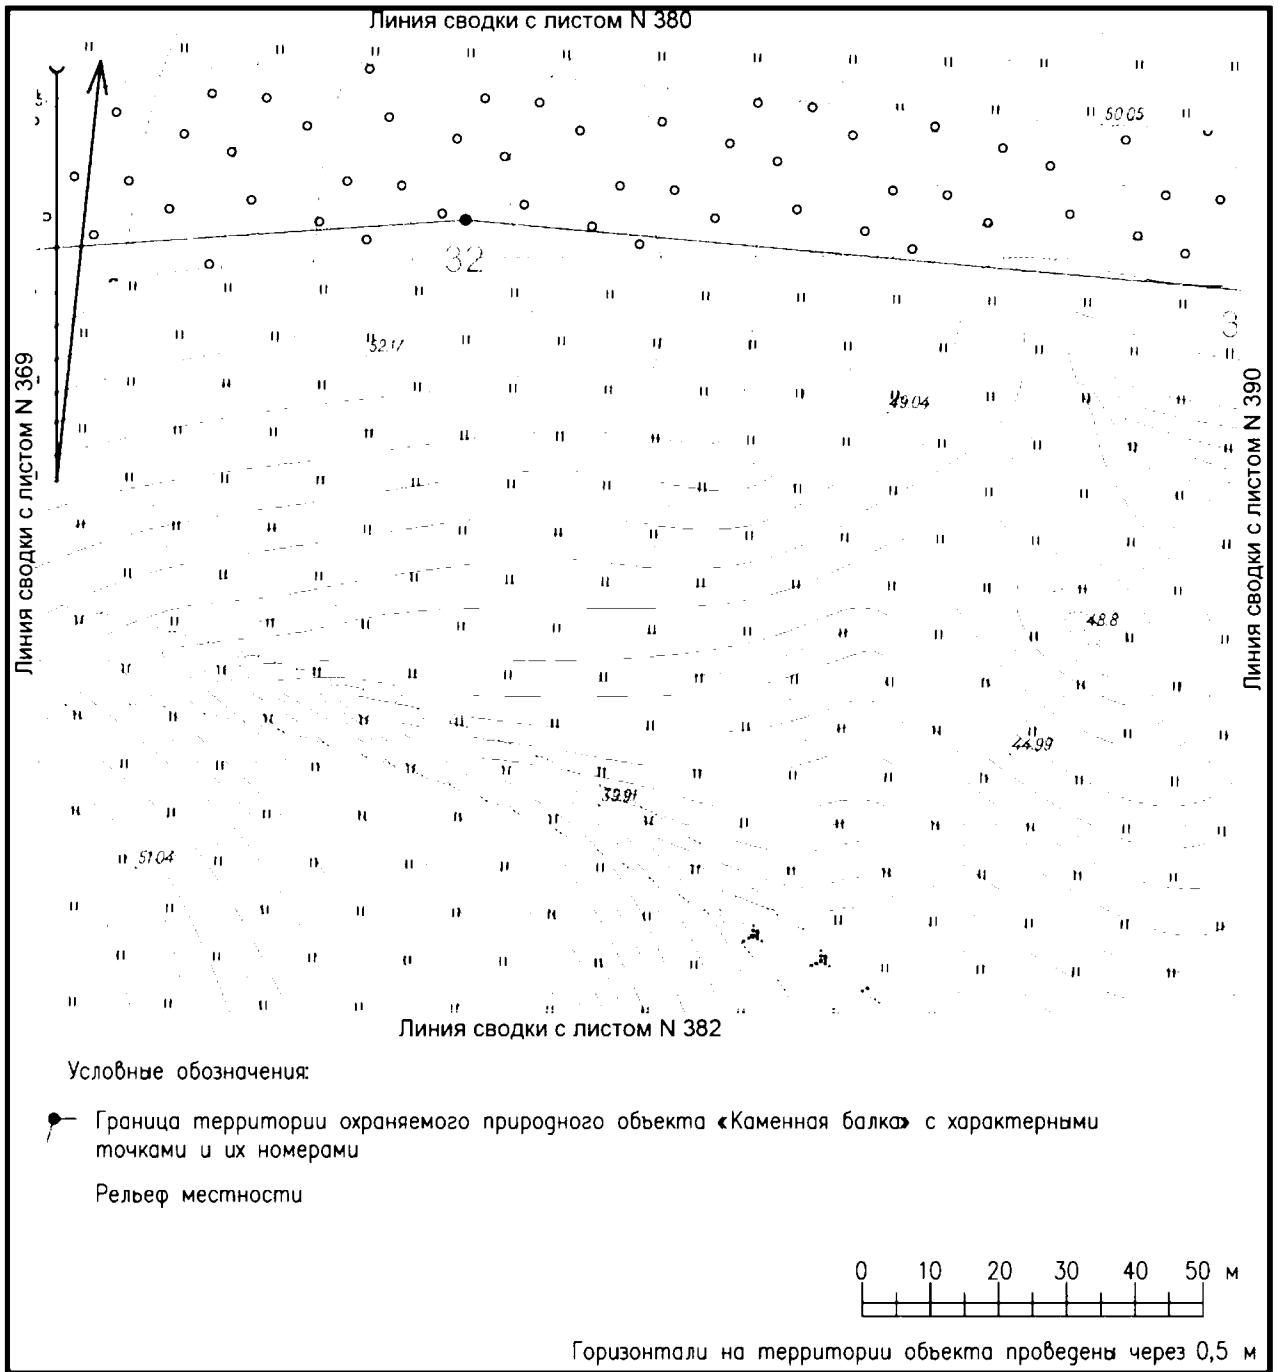 Линия сводки с листом N 380
50.05
32
3
52.17
Линия сводки с листом N 369
49.04
Линия сводки с листом N 390
48.8
44.99
39.91
51.04
Линия сводки с листом N 382
Условные обозначения:
Граница территории охраняемого природного объекта «Каменная балка» с характерными
точками и их номерами
Рельеф местности
0 10 20 30 40 50 м
Горизонтали на территории объекта проведены через 0,5 м